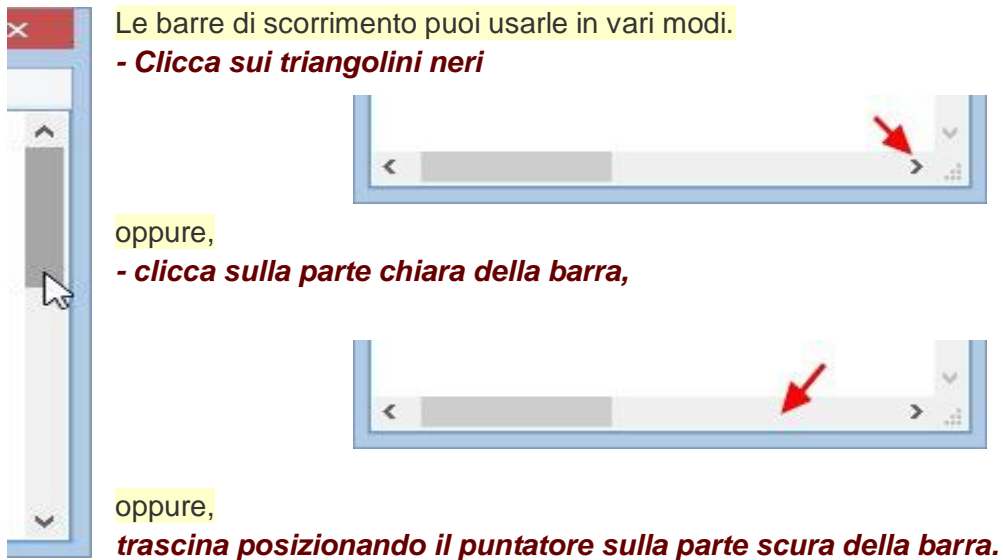 Le barre di scorrimento puoi usarle in vari modi.
- Clicca sui triangolini neri
oppure,
- clicca sulla parte chiara della barra,
oppure,
trascina posizionando il puntatore sulla parte scura della barra.